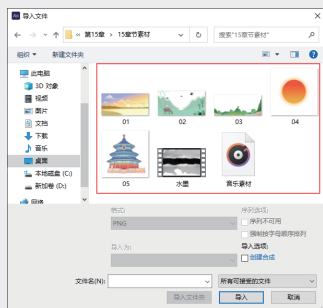 Ae 导入文件
« 第15章 › 15章节素材
搜索"15章节素材"
组织 新建文件夹
此电脑
3D 对象
视频
图片
文档
下载
音乐
桌面
本地磁盘 (C:)
新加卷 (D:)
网络
01 02 03 04
05 水墨 音乐素材
格式:
PNG
序列选项:
序列不可用
强制按字母顺序排列
导入为:
导入选项:
创建合成
文件名(N):
所有可接受的文件
导入文件夹 导入 取消